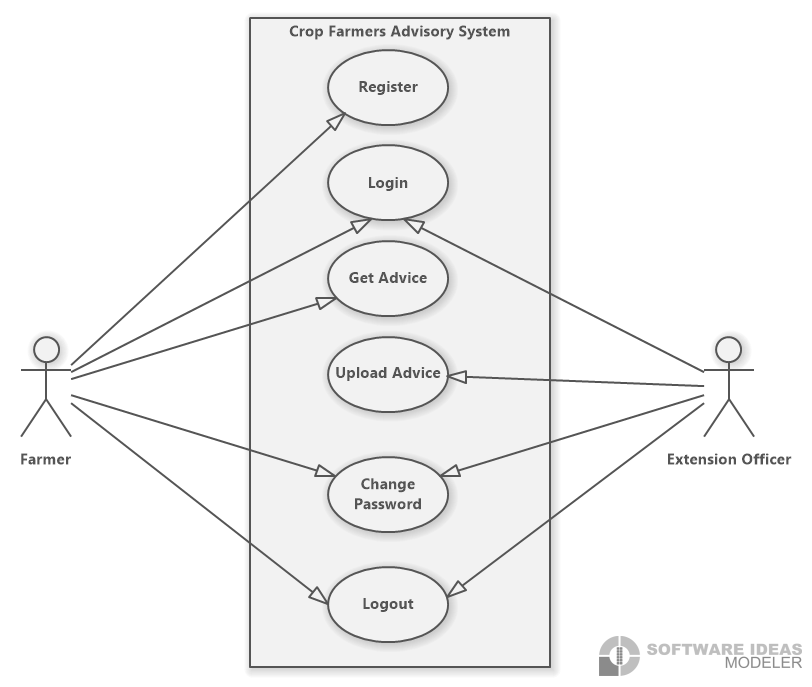 Crop Farmers Advisory System
Register
Login
Get Advice
Upload Advice
Change
Password
Logout
Farmer
Extension Officer
SOFTWARE IDEAS
MODELER